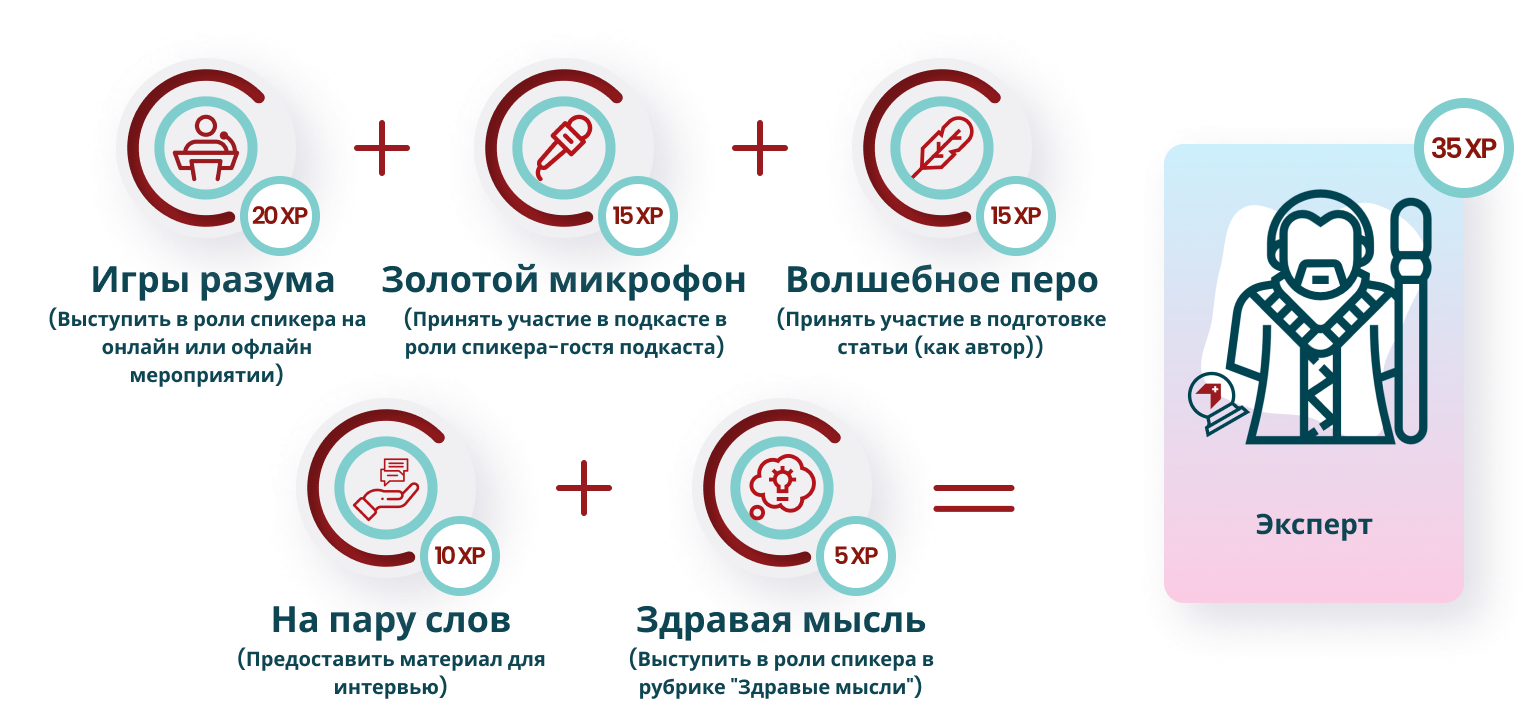 20 XP
15 XP
15 XP
35 XP
Игры разума
Золотой микрофон
Волшебное перо
(Выступить в роли спикера на
онлайн или офлайн
мероприятии)
(Принять участие в подкасте в
роли спикера-гостя подкаста)
(Принять участие в подготовке
статьи (как автор))
10 XP
5 XP
Эксперт
На пару слов
Здравая мысль
(Предоставить материал для
интервью)
(Выступить в роли спикера в
рубрике "Здравые мысли")